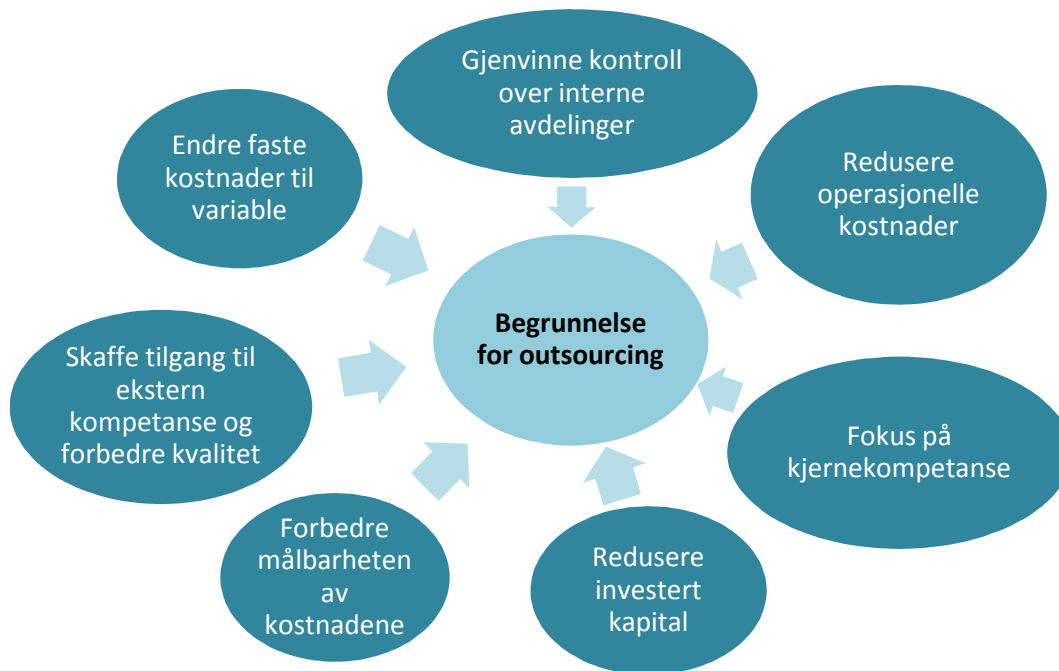 Gjenvinne kontroll
over interne
avdelinger
Endre faste
kostnader til
variable
Redusere
operasjonelle
kostnader
Begrunnelse
for outsourcing
Skaffe tilgang til
ekstern
kompetanse og
forbedre kvalitet
Fokus på
kjernekompetanse
Forbedre
målbarheten
av
kostnadene
Redusere
investert
kapital